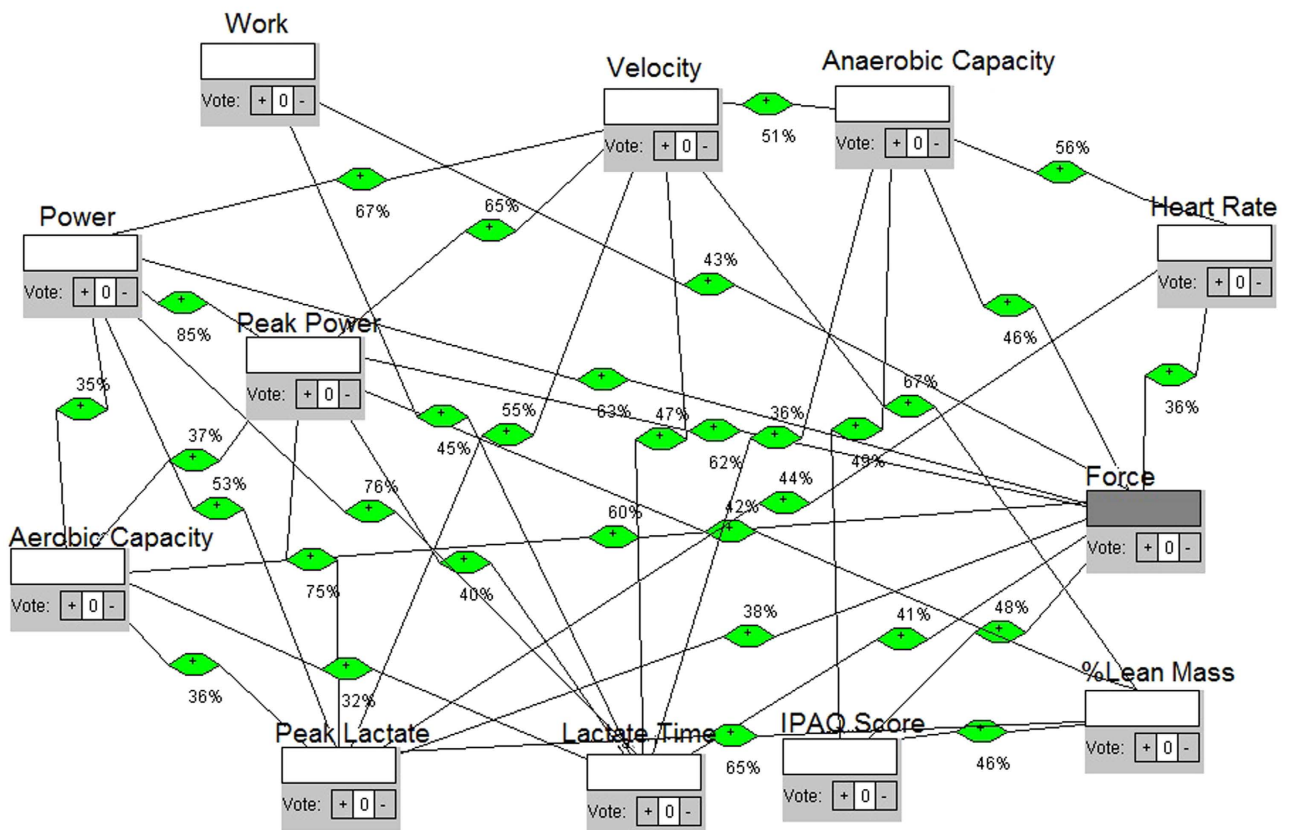 Work
Vote: + 0 -
Velocity
Vote: + 0 -
Anaerobic Capacity
Vote: + 0 -
+
51%
56%
+
+
67%
65%
+
Power
Vote: + 0 -
Heart Rate
Vote: + 0 -
43%
+
+
85%
46%
+
Peak Power
Vote: + 0 -
35%
+
+
63%
67%
+
+
36%
+
45%
55%
+
47%
+
+
62%
36%
+
+
49%
37%
+
53%
+
76%
+
44%
+
42%
+
60%
+
Force
Vote: + 0 -
Aerobic Capacity
Vote: + 0 -
+
75%
+
40%
38%
+
41%
+
48%
+
+
36%
+
32%
%Lean Mass
Vote: + 0 -
Peak Lactate
Vote: + 0 -
Lactate Time
Vote: + 0 -
+
65%
IPAQ Score
Vote: + 0 -
+
46%